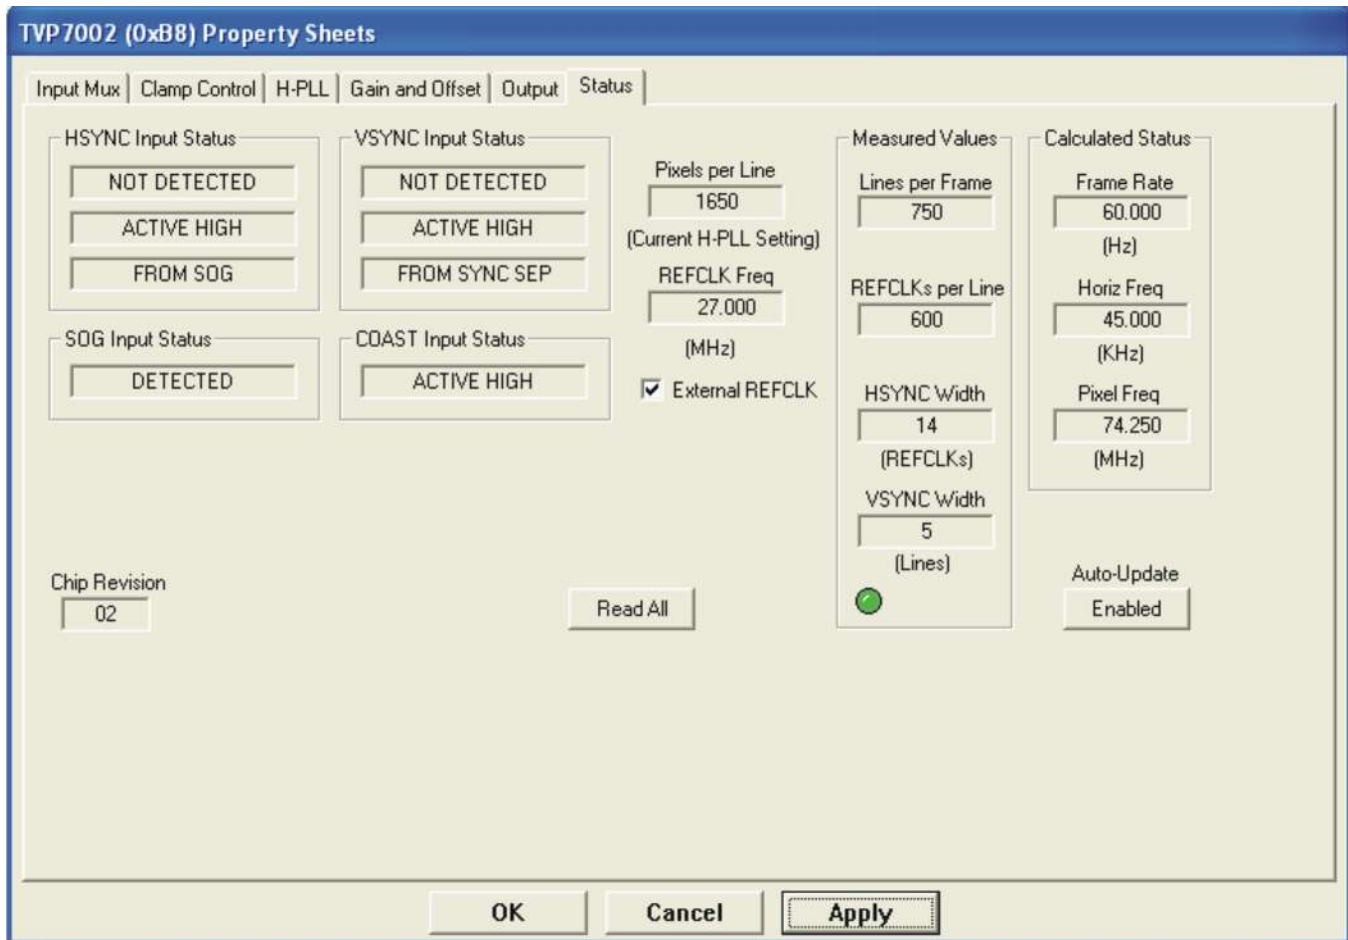 TVP7002 (0xB8) Property Sheets
Input Mux Clamp Control H-PLL Gain and Offset Output Status
HSYNC Input Status
NOT DETECTED
ACTIVE HIGH
FROM SOG
VSYNC Input Status
NOT DETECTED
ACTIVE HIGH
FROM SYNC SEP
SOG Input Status
DETECTED
COAST Input Status
ACTIVE HIGH
Pixels per Line
1650
(Current H-PLL Setting)
REFCLK Freq
27.000
(MHz)
External REFCLK
Measured Values
Lines per Frame
750
REFCLKs per Line
600
HSYNC Width
14
(REFCLKs)
VSYNC Width
5
(Lines)
Calculated Status
Frame Rate
60.000
(Hz)
Horiz Freq
45.000
(KHz)
Pixel Freq
74.250
(MHz)
Chip Revision
02
Read All
Auto-Update
Enabled
OK Cancel Apply